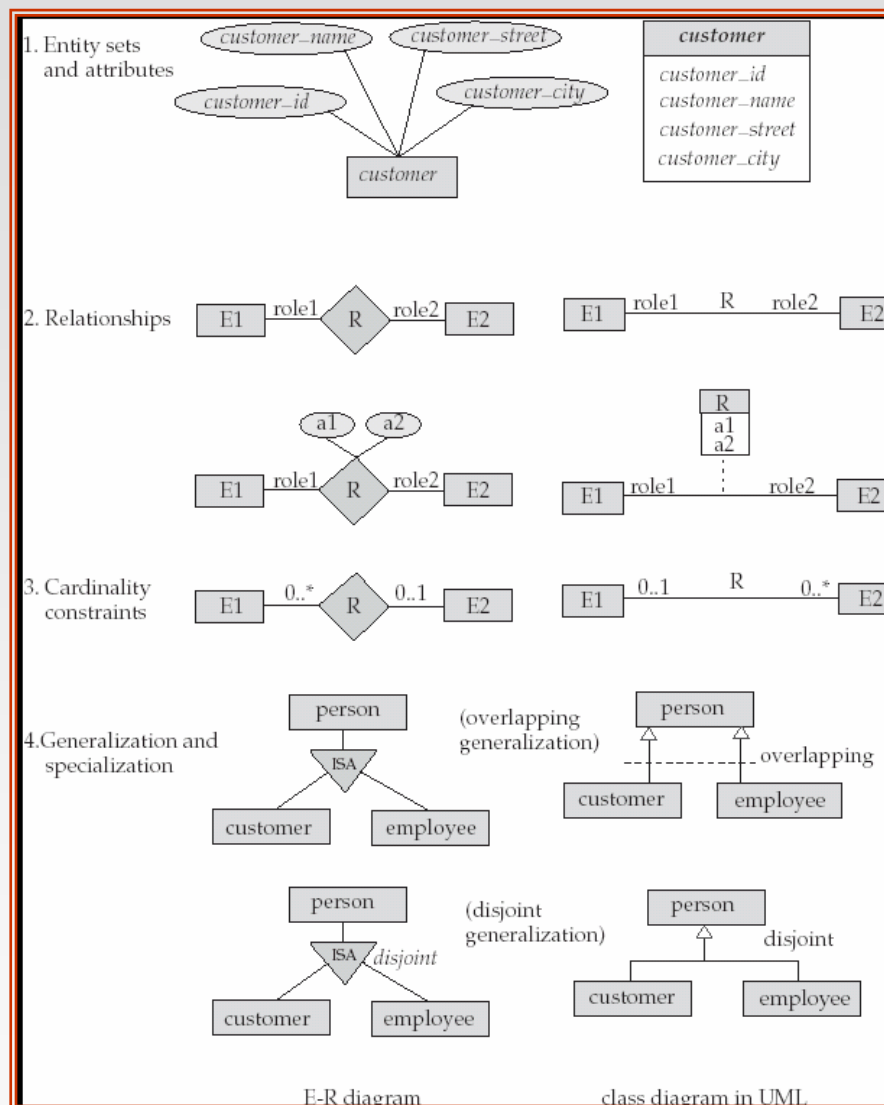 1. Entity sets
and attributes
customer_name
customer_street
customer_id
customer_city
customer
customer
customer_id
customer_name
customer_street
customer_city
2. Relationships
E1 role1 R role2 E2
E1 role1 R role2 E2
a1 a2
E1 role1 R role2 E2
R
a1
a2
E1 role1 role2 E2
3. Cardinality
constraints
E1 0..* R 0..1 E2
E1 0..1 R 0..* E2
4.Generalization and
specialization
person
ISA
customer employee
(overlapping
generalization)
person
overlapping
customer employee
person
ISA disjoint
customer employee
(disjoint
generalization)
person
disjoint
customer employee
E-R diagram
class diagram in UML